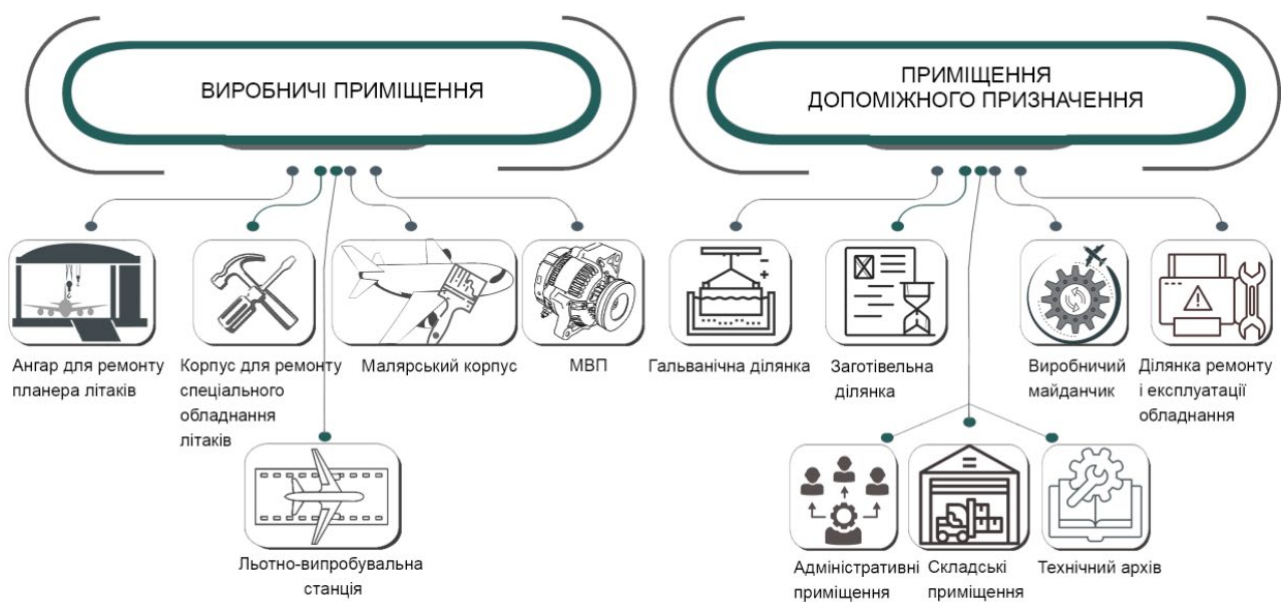 ВИРОБНИЧІ ПРИМІЩЕННЯ
ПРИМІЩЕННЯ
ДОПОМІЖНОГО ПРИЗНАЧЕННЯ
Ангар для ремонту
планера літаків
Корпус для ремонту
спеціального
обладнання
літаків
Малярський корпус
МВП
Льотно-випробувальна
станція
Гальванічна ділянка
Заготівельна
ділянка
Виробничий
майданчик
Ділянка ремонту
і експлуатації
обладнання
Адміністративні
приміщення
Складські
приміщення
Технічний архів